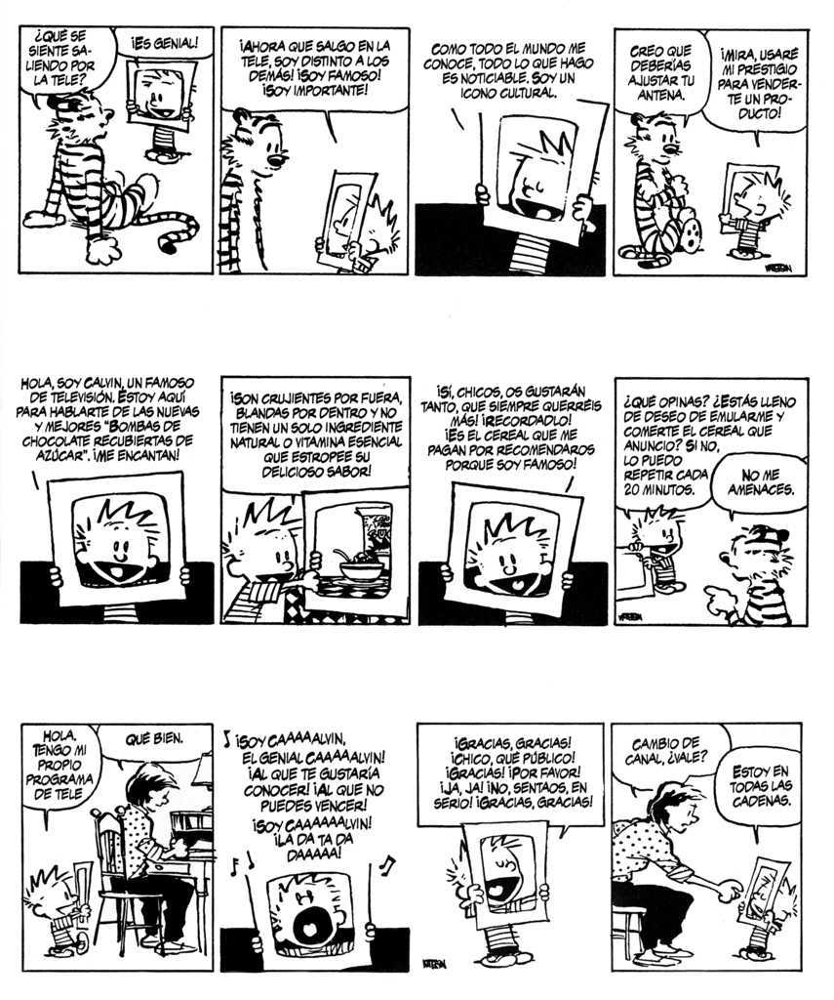 ¿QUÉ SE
SIENTE SA-
LIENDO POR
LA TELE?
¡ES GENIAL!
¡AHORA QUE SALGO EN LA
TELE, SOY DISTINTO A LOS
DEMÁS! ¡SOY FAMOSO!
¡SOY IMPORTANTE!
COMO TODO EL MUNDO ME
CONOCE, TODO LO QUE HAGO
ES NOTICIABLE. SOY UN
ICONO CULTURAL.
CREO QUE
DEBERÍAS
AJUSTAR TU
ANTENA.
¡MIRA, USARÉ
MI PRESTIGIO
PARA VENDER-
TE UN PRO-
DUCTO!
HOLA, SOY CALVIN, UN FAMOSO
DE TELEVISIÓN. ESTOY AQUÍ
PARA HABLARTE DE LAS NUEVAS
Y MEJORES "BOMBAS DE
CHOCOLATE RECUBIERTAS DE
AZÚCAR". ¡ME ENCANTAN!
¡SON CRUJIENTES POR FUERA,
BLANDAS POR DENTRO Y NO
TIENEN UN SOLO INGREDIENTE
NATURAL O VITAMINA ESENCIAL
QUE ESTROPEE SU
DELICIOSO SABOR!
¡SÍ, CHICOS, OS GUSTARÁN
TANTO, QUE SIEMPRE QUERRÉIS
MÁS! ¡RECORDADLO!
¡ES EL CEREAL QUE ME
PAGAN POR RECOMENDAROS
PORQUE SOY FAMOSO!
¿QUÉ OPINAS? ¿ESTÁS LLENO
DE DESEO DE EMULARME Y
COMERTE EL CEREAL QUE
ANUNCIO? SI NO,
LO PUEDO
REPETIR CADA
20 MINUTOS.
NO ME
AMENACES.
HOLA.
TENGO MI
PROPIO
PROGRAMA
DE TELE
QUÉ BIEN.
¡SOY CAAAAALVIN,
EL GENIAL CAAAAALVIN!
¡AL QUE TE GUSTARÍA
CONOCER! ¡AL QUE NO
PUEDES VENCER!
¡SOY CAAAAAALVIN!
¡LA DA TA DA
DAAAAA!
¡GRACIAS, GRACIAS!
¡CHICO, QUÉ PÚBLICO!
¡GRACIAS! ¡POR FAVOR!
¡JA, JA! ¡NO, SENTAOS, EN
SERIO! ¡GRACIAS, GRACIAS!
CAMBIO DE
CANAL, ¿VALE?
ESTOY EN
TODAS LAS
CADENAS.